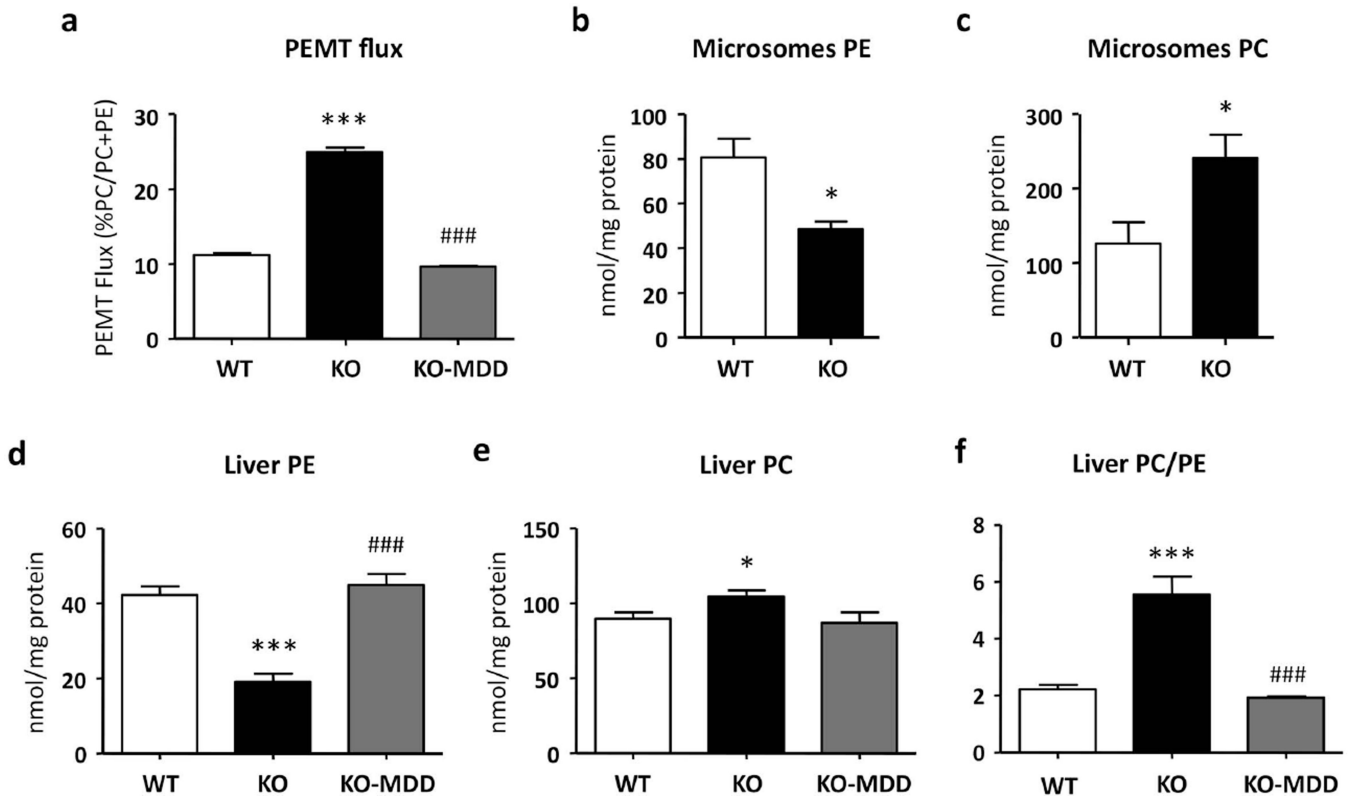 a
PEMT flux
PEMT Flux (%PC/PC+PE)
30
20
10
0
***
###
WT KO KO-MDD
b
Microsomes PE
nmol/mg protein
100
80
60
40
20
0
*
WT KO
c
Microsomes PC
nmol/mg protein
300
200
100
0
*
WT KO
d
Liver PE
nmol/mg protein
60
40
20
0
***
###
WT KO KO-MDD
e
Liver PC
nmol/mg protein
150
100
50
0
*
WT KO KO-MDD
f
Liver PC/PE
8
6
4
2
0
***
###
WT KO KO-MDD